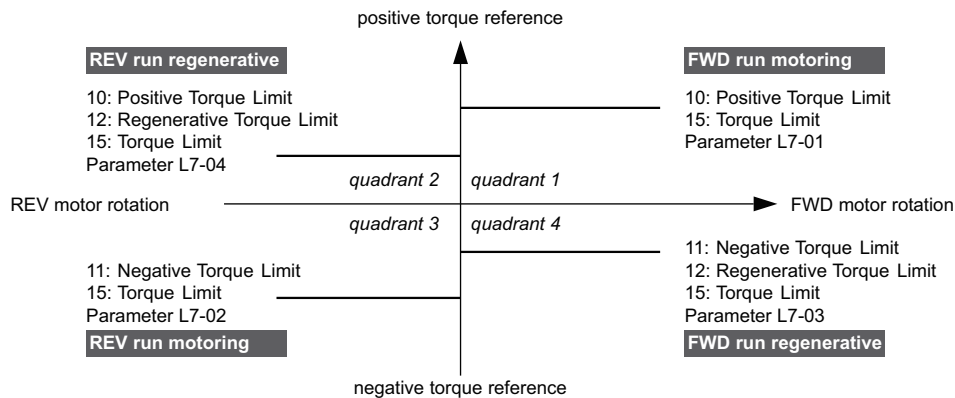 positive torque reference
REV run regenerative
10: Positive Torque Limit
12: Regenerative Torque Limit
15: Torque Limit
Parameter L7-04
FWD run motoring
10: Positive Torque Limit
15: Torque Limit
Parameter L7-01
quadrant 2
quadrant 1
REV motor rotation
FWD motor rotation
quadrant 3
quadrant 4
11: Negative Torque Limit
15: Torque Limit
Parameter L7-02
REV run motoring
11: Negative Torque Limit
12: Regenerative Torque Limit
15: Torque Limit
Parameter L7-03
FWD run regenerative
negative torque reference